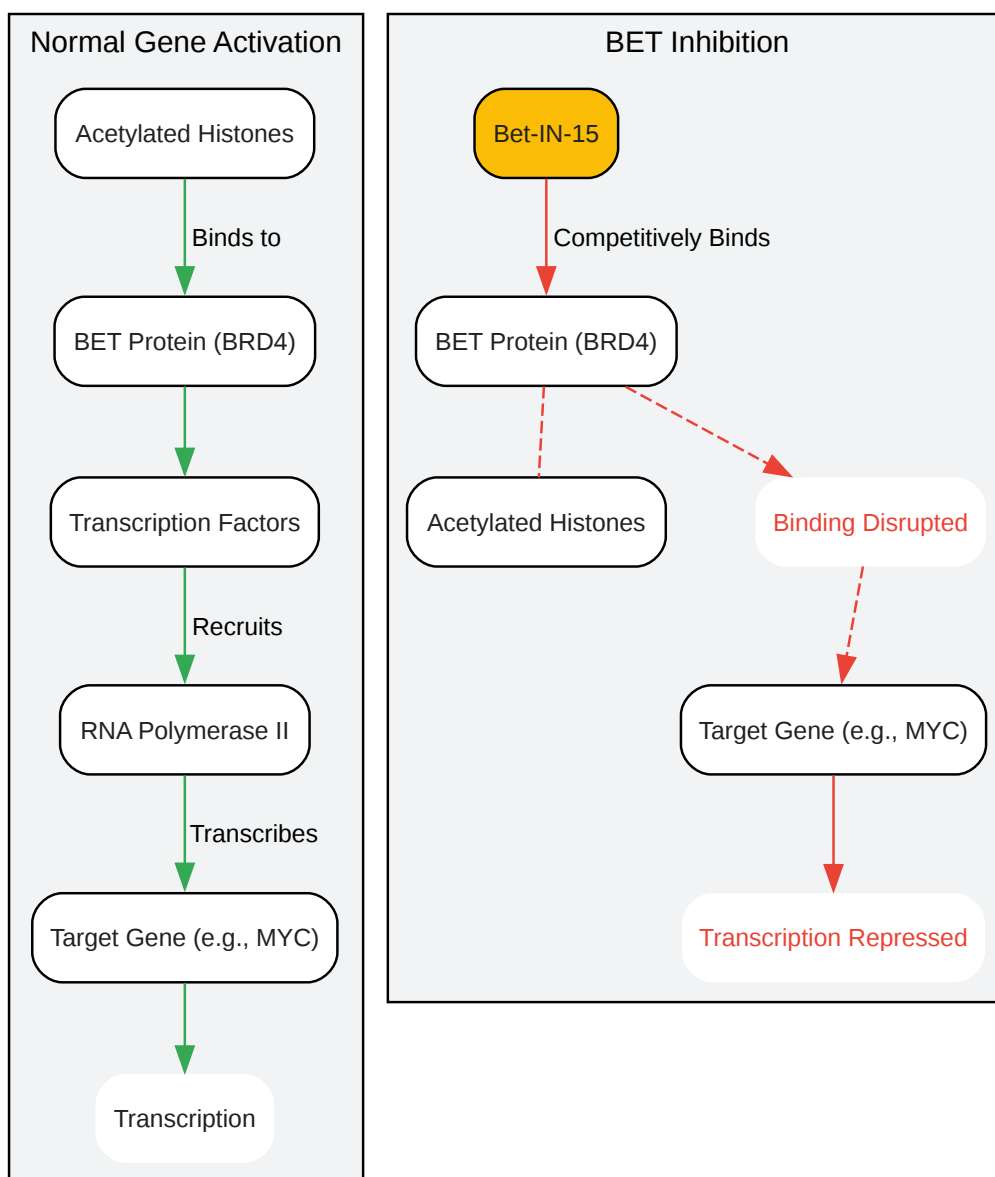 Normal Gene Activation
Acetylated Histones
Binds to
BET Protein (BRD4)
Transcription Factors
Recruits
RNA Polymerase II
Transcribes
Target Gene (e.g., MYC)
Transcription
BET Inhibition
Bet-IN-15
Competitively Binds
BET Protein (BRD4)
Acetylated Histones
Binding Disrupted
Target Gene (e.g., MYC)
Transcription Repressed